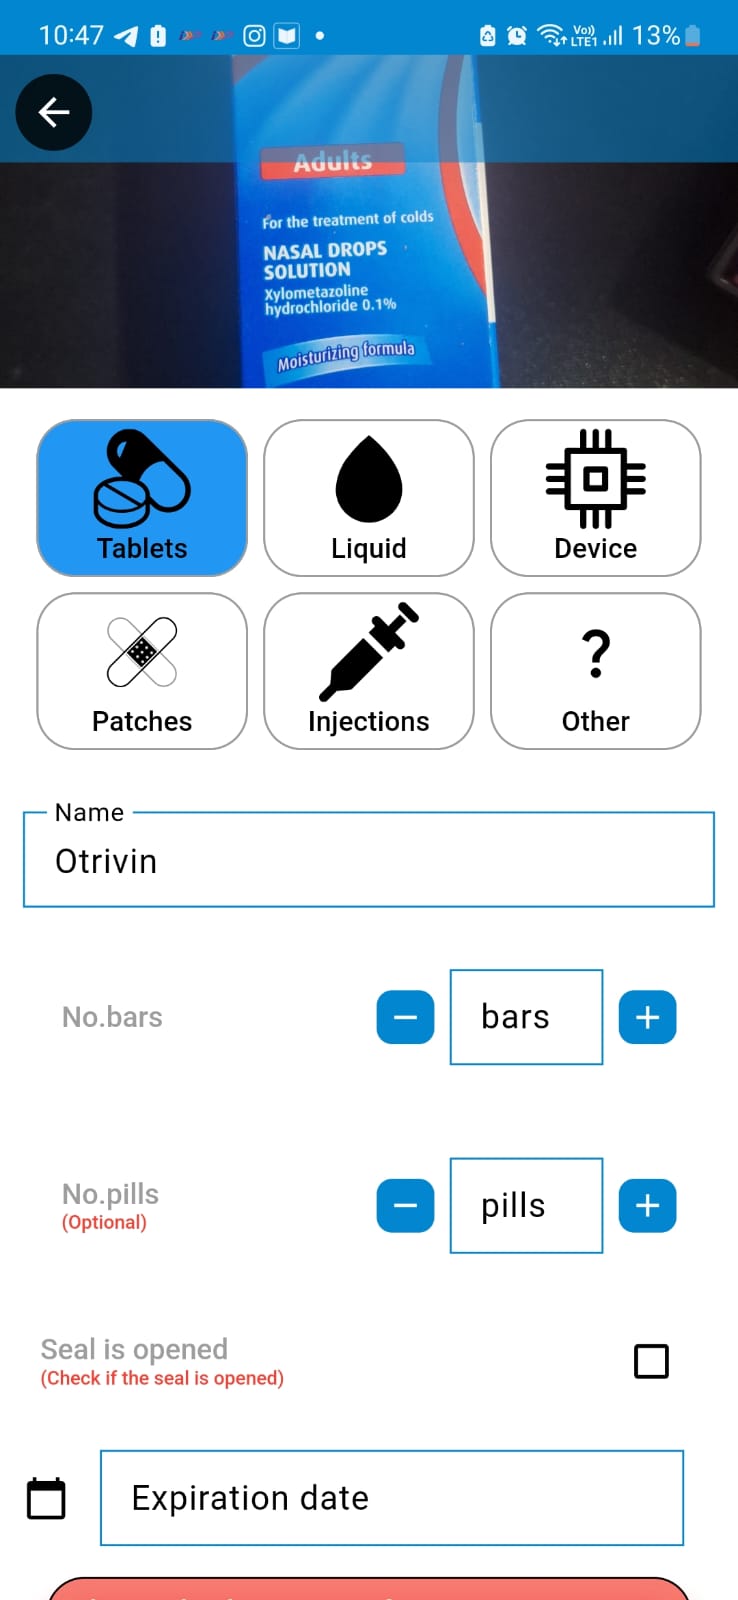 10:47
Vo))
LTE1
13%
Adults
For the treatment of colds
NASAL DROPS
SOLUTION
Xylometazoline
hydrochloride 0.1%
Moisturizing formula
Tablets
Liquid
Device
Patches
Injections
?
Other
Name
Otrivin
No.bars
bars
No.pills
(Optional)
pills
Seal is opened
(Check if the seal is opened)
Expiration date